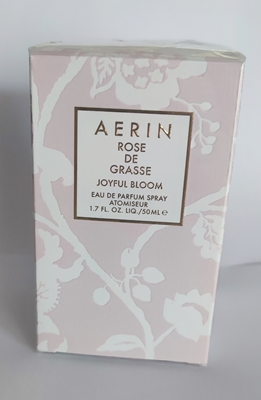 AERIN
ROSE
DE
GRASSE
JOYFUL BLOOM
EAU DE PARFUM SPRAY
ATOMISEUR
1.7 FL. OZ. LIQ./50ML ℮